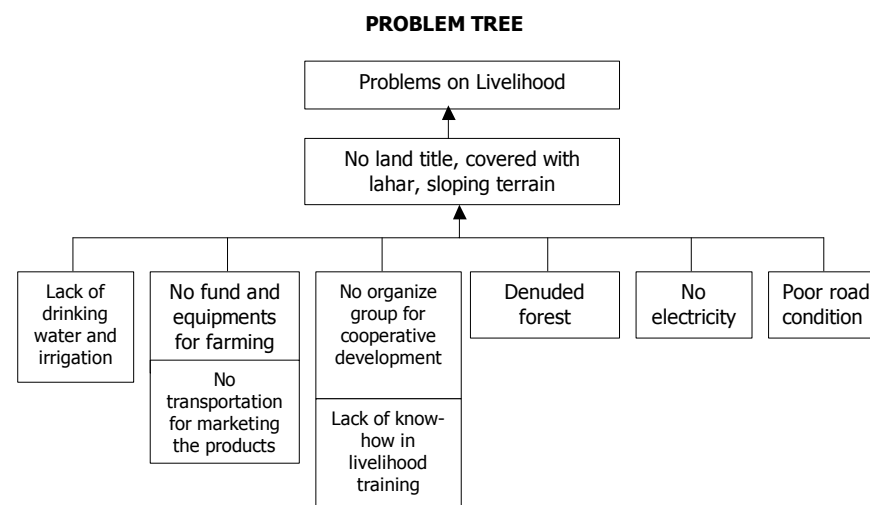 PROBLEM TREE
Problems on Livelihood
No land title, covered with
lahar, sloping terrain
Lack of
drinking
water and
irrigation
No fund and
equipments
for farming
No
transportation
for marketing
the products
No organize
group for
cooperative
development
Lack of know-
how in
livelihood
training
Denuded
forest
No
electricity
Poor road
condition